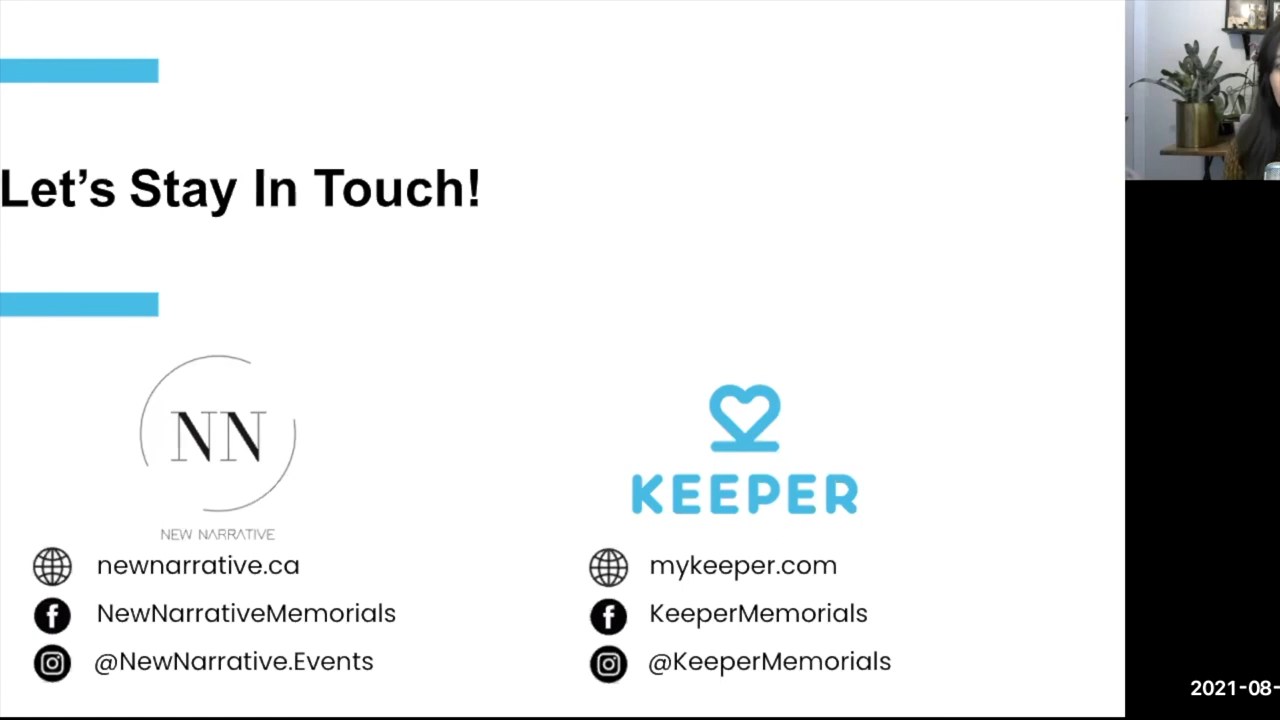 Let's Stay In Touch!
NN
NEW NARRATIVE
newnarrative.ca
NewNarrativeMemorials
@NewNarrative.Events
KEEPER
mykeeper.com
KeeperMemorials
@KeeperMemorials
2021-08-